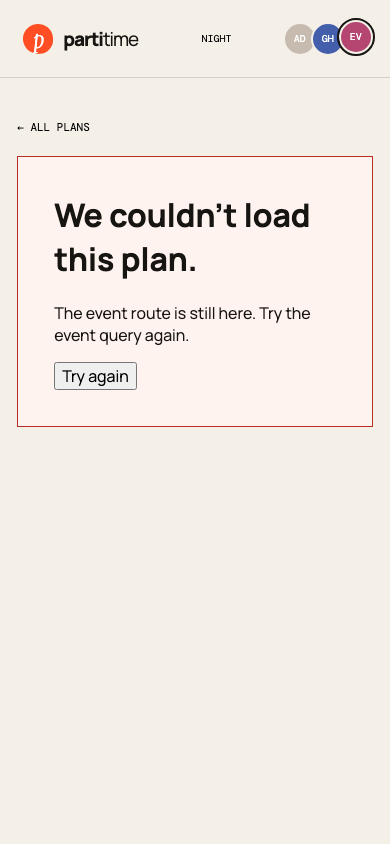 p partitime NIGHT AD GH EV
← ALL PLANS
We couldn’t load
this plan.
The event route is still here. Try the
event query again.
Try again